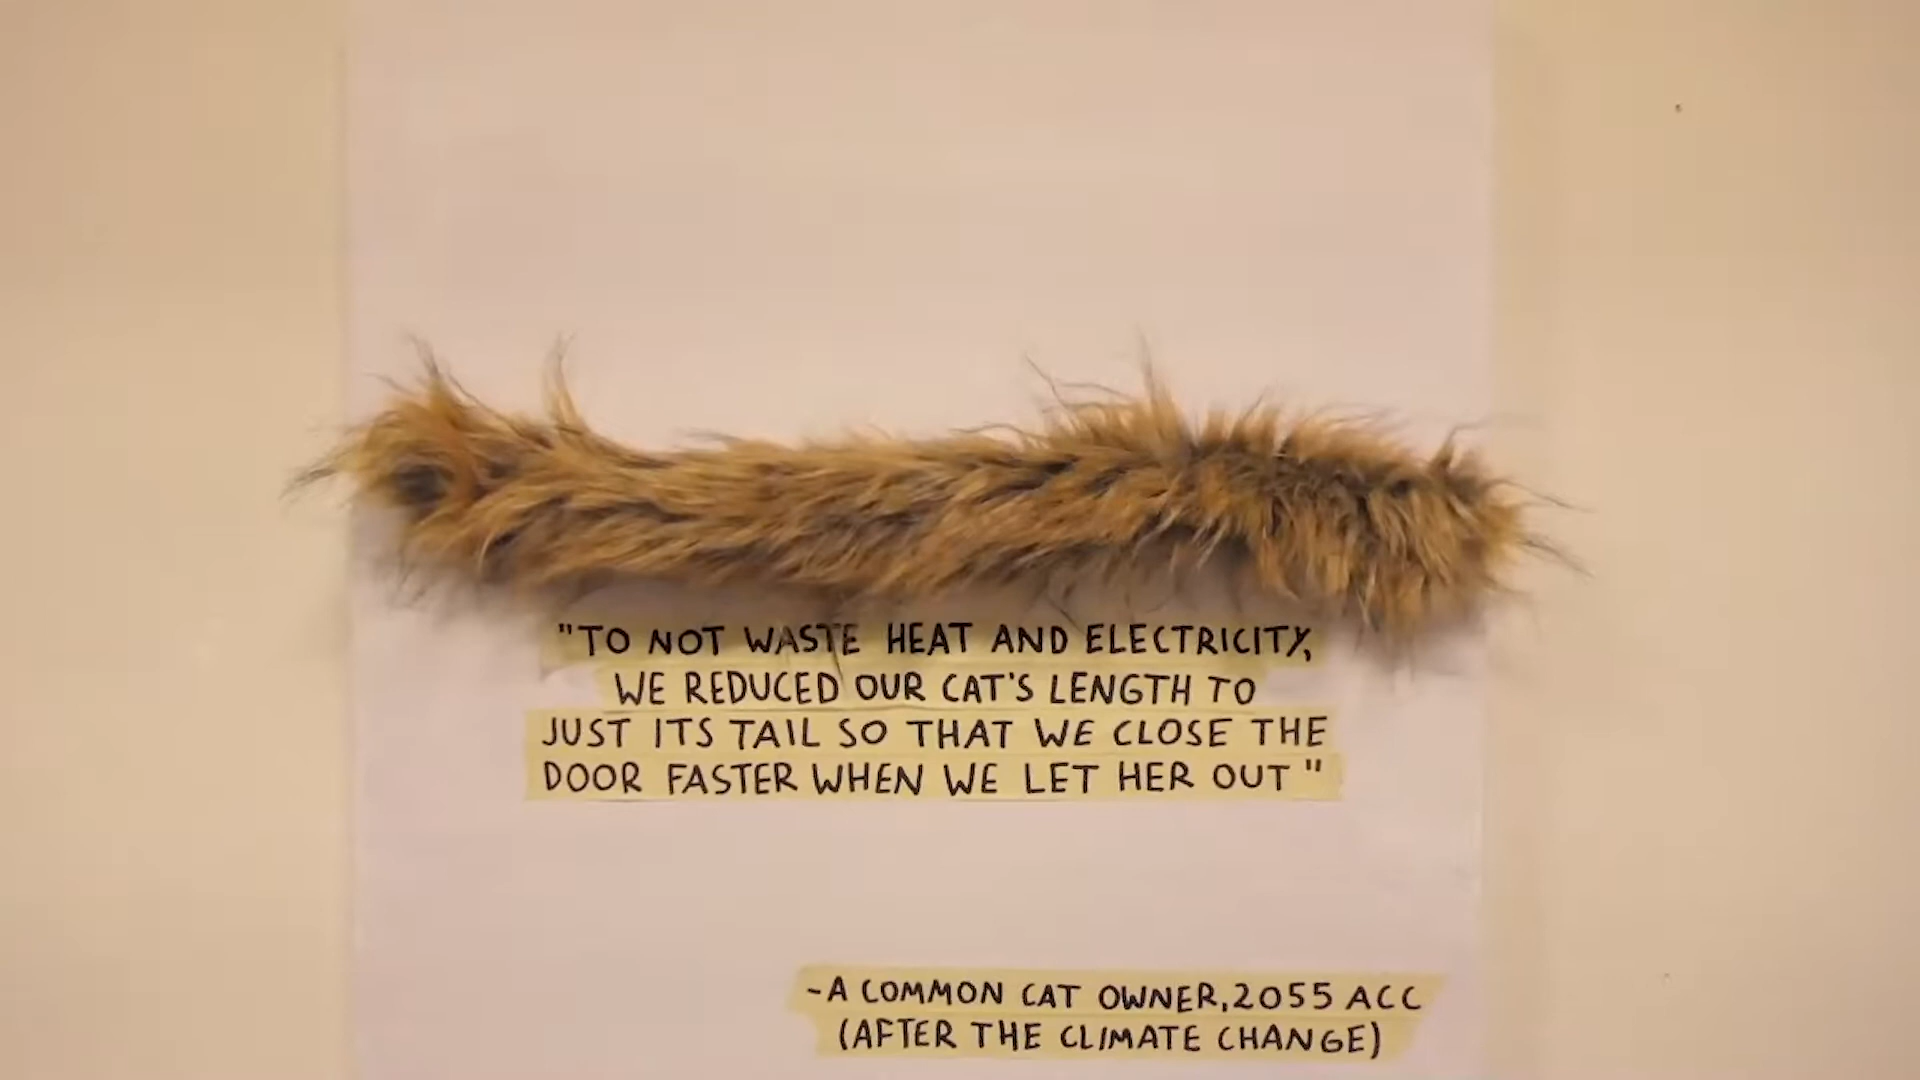 "TO NOT WASTE HEAT AND ELECTRICITY,
WE REDUCED OUR CAT'S LENGTH TO
JUST ITS TAIL SO THAT WE CLOSE THE
DOOR FASTER WHEN WE LET HER OUT"
-A COMMON CAT OWNER, 2055 ACC
(AFTER THE CLIMATE CHANGE)